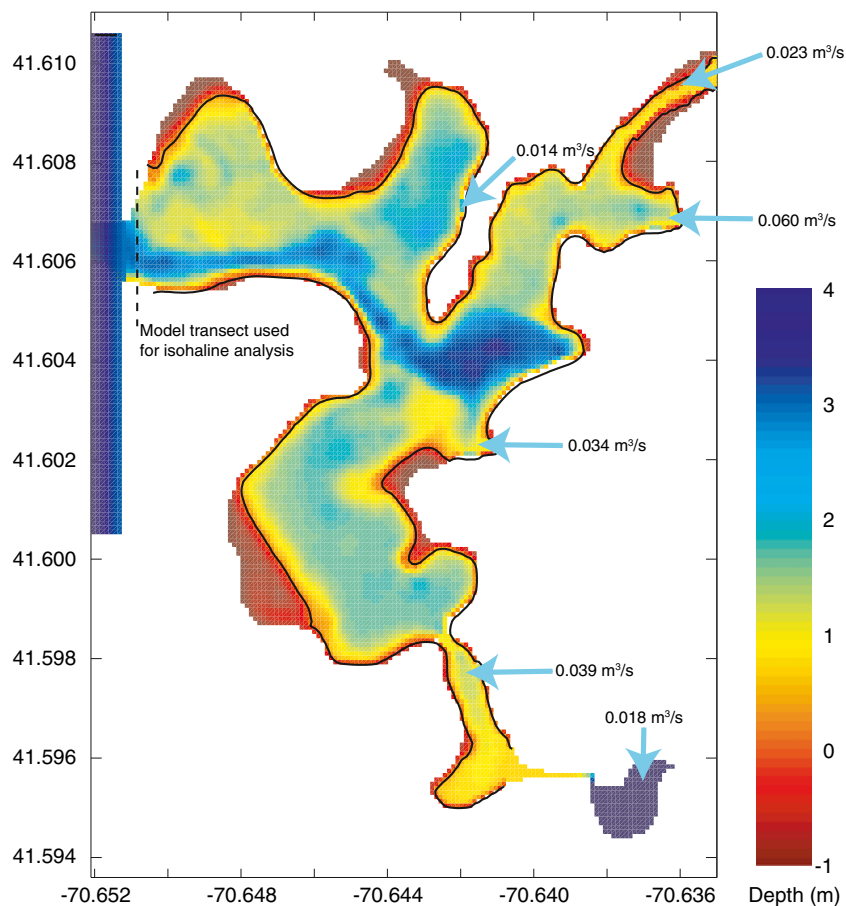 41.610
41.608
41.606
41.604
41.602
41.600
41.598
41.596
41.594
0.023 m³/s
0.014 m³/s
0.060 m³/s
Model transect used
for isohaline analysis
0.034 m³/s
0.039 m³/s
0.018 m³/s
4
3
2
1
0
-1
-70.652 -70.648 -70.644 -70.640 -70.636
Depth (m)